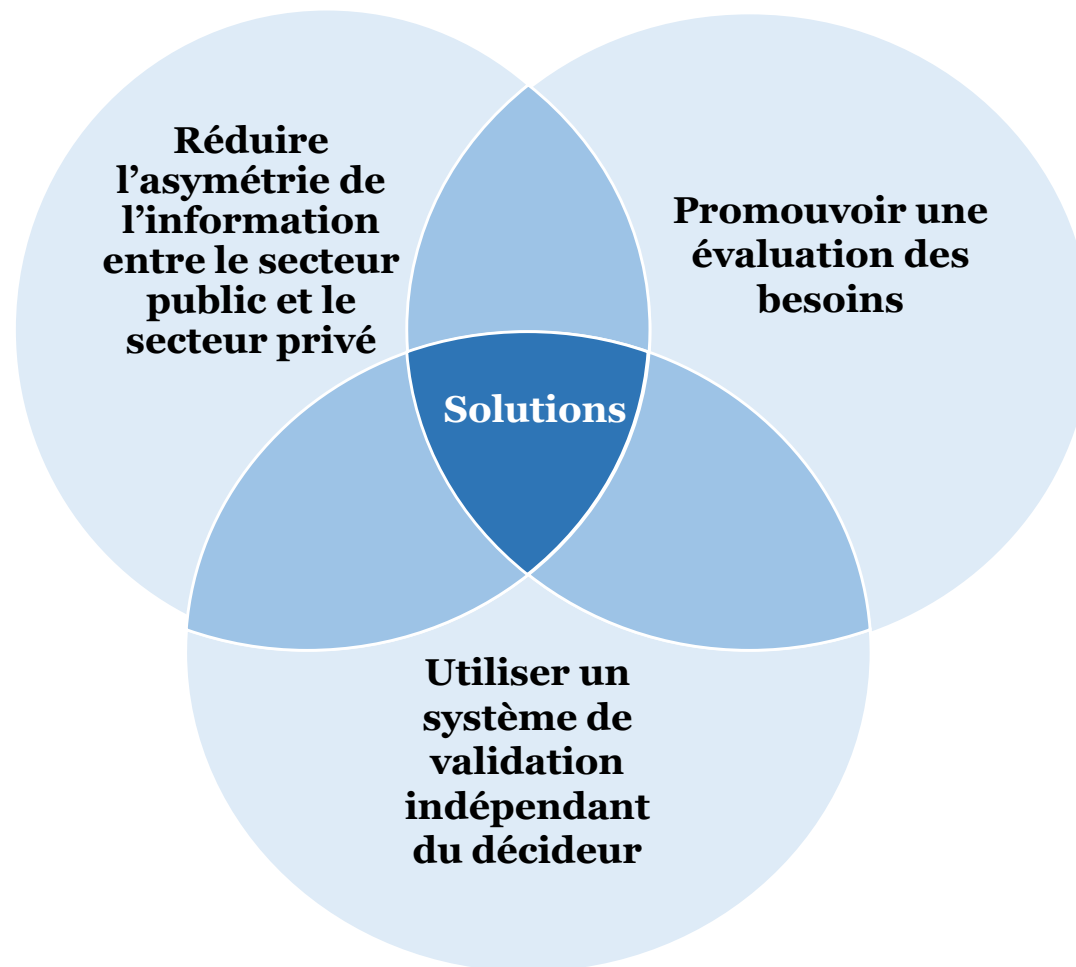 Réduire
l’asymétrie de
l’information
entre le secteur
public et le
secteur privé
Promouvoir une
évaluation des
besoins
Solutions
Utiliser un
système de
validation
indépendant
du décideur